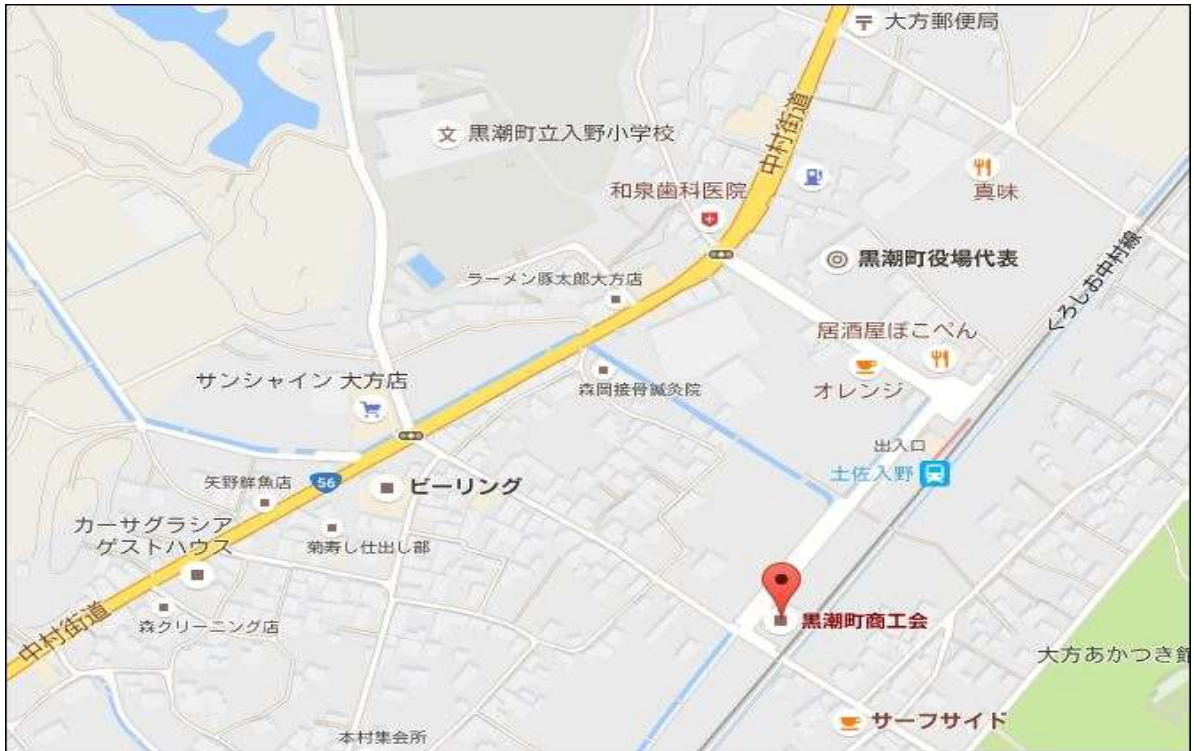 〒 大方郵便局
中村街道
文 黒潮町立入野小学校
和泉歯科医院
真味
黒潮町役場代表
くろしお中村線
ラーメン豚太郎大方店
居酒屋ぼこぺん
サンシャイン 大方店
森岡接骨鍼灸院
オレンジ
出入口
土佐入野
矢野鮮魚店
56
ビーリング
カーサグラシア
ゲストハウス
菊寿し仕出し部
森クリーニング店
中村街道
黒潮町商工会
大方あかつき館
サーフサイド
本村集会所